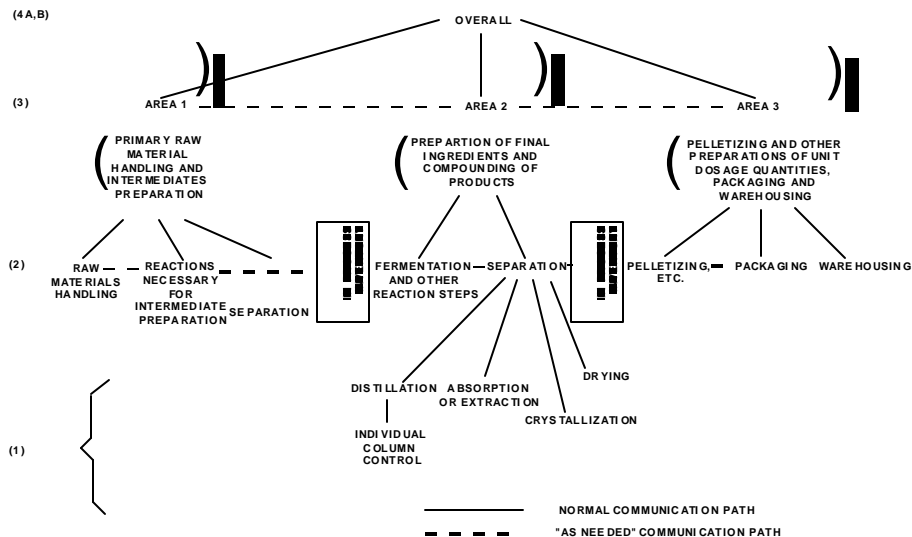 (4A,B)
OVERALL
(3)
AREA 1
AREA 2
AREA 3
PRIMARY RAW
MATERIAL
HANDLING AND
INTERMEDIATES
PREPARATION
PREPARTION OF FINAL
INGREDIENTS AND
COMPOUNDING OF
PRODUCTS
PELLETIZING AND OTHER
PREPARATIONS OF UNIT
DOSAGE QUANTITIES,
PACKAGING AND
WAREHOUSING
(2)
RAW
MATERIALS
HANDLING
REACTIONS
NECESSARY
FOR
INTERMEDIATE
PREPARATION
SEPARATION
FERMENTATION
AND OTHER
REACTION STEPS
SEPARATION
PELLETIZING,
ETC.
PACKAGING
WAREHOUSING
DISTILLATION
ABSORPTION
OR EXTRACTION
DRYING
CRYSTALLIZATION
(1)
INDIVIDUAL
COLUMN
CONTROL
NORMAL COMMUNICATION PATH
"AS NEEDED" COMMUNICATION PATH